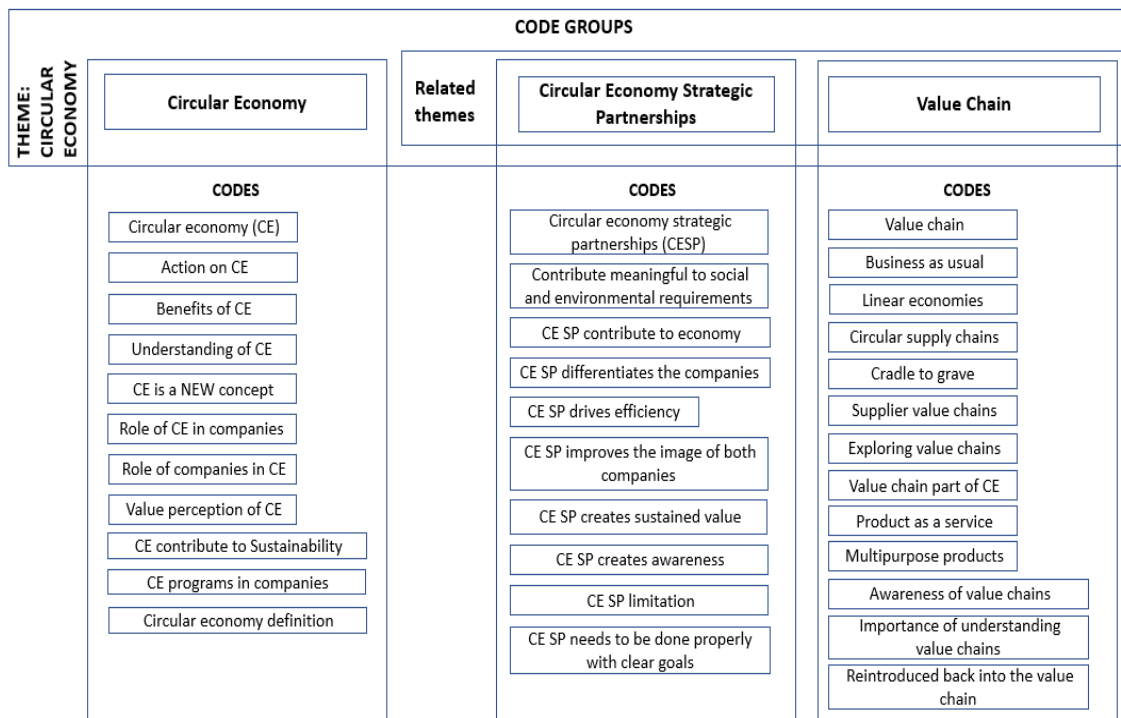 CODE GROUPS
THEME:
CIRCULAR
ECONOMY
Circular Economy
Related
themes
Circular Economy Strategic
Partnerships
Value Chain
CODES
Circular economy (CE)
Action on CE
Benefits of CE
Understanding of CE
CE is a NEW concept
Role of CE in companies
Role of companies in CE
Value perception of CE
CE contribute to Sustainability
CE programs in companies
Circular economy definition
CODES
Circular economy strategic
partnerships (CESP)
Contribute meaningful to social
and environmental requirements
CE SP contribute to economy
CE SP differentiates the companies
CE SP drives efficiency
CE SP improves the image of both
companies
CE SP creates sustained value
CE SP creates awareness
CE SP limitation
CE SP needs to be done properly
with clear goals
CODES
Value chain
Business as usual
Linear economies
Circular supply chains
Cradle to grave
Supplier value chains
Exploring value chains
Value chain part of CE
Product as a service
Multipurpose products
Awareness of value chains
Importance of understanding
value chains
Reintroduced back into the value
chain